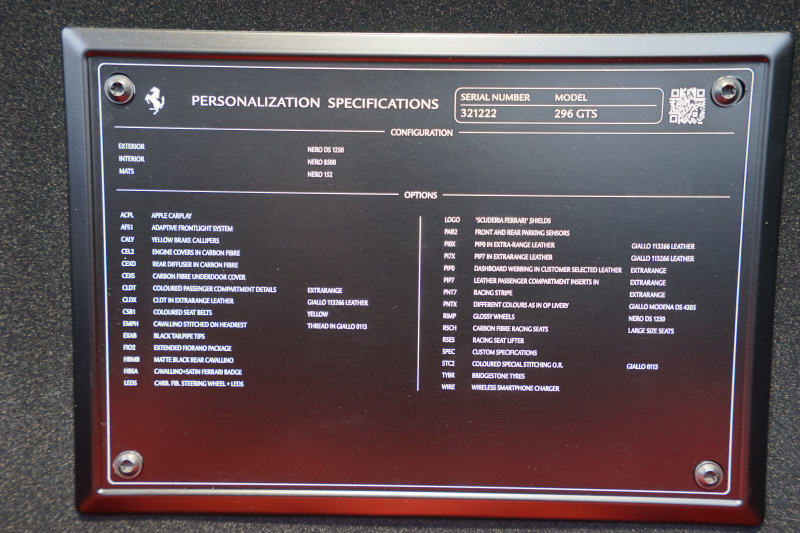 PERSONALIZATION SPECIFICATIONS
SERIAL NUMBER MODEL
321222 296 GTS
CONFIGURATION
EXTERIOR NERO DS 1250
INTERIOR NERO 8500
MATS NERO 152
OPTIONS
ACPL APPLE CARPLAY
AFS1 ADAPTIVE FRONTLIGHT SYSTEM
CALY YELLOW BRAKE CALLIPERS
CEL2 ENGINE COVERS IN CARBON FIBRE
CEXD REAR DIFFUSER IN CARBON FIBRE
CEXS CARBON FIBRE UNDERDOOR COVER
CLDT COLOURED PASSENGER COMPARTMENT DETAILS EXTRARANGE
CLDX CLDT IN EXTRARANGE LEATHER GIALLO 113266 LEATHER
CSB1 COLOURED SEAT BELTS YELLOW
EMPH CAVALLINO STITCHED ON HEADREST THREAD IN GIALLO 0113
EXAB BLACK TAILPIPE TIPS
FIO2 EXTENDED FIORANO PACKAGE
HBMB MATTE BLACK REAR CAVALLINO
HBSA CAVALLINO+SATIN FERRARI BADGE
LEDS CARB. FIB. STEERING WHEEL + LEDS
LOGO 'SCUDERIA FERRARI' SHIELDS
PAR2 FRONT AND REAR PARKING SENSORS
PI0X PIP0 IN EXTRA-RANGE LEATHER GIALLO 113266 LEATHER
PI7X PIP7 IN EXTRARANGE LEATHER GIALLO 113266 LEATHER
PIP0 DASHBOARD WEBBING IN CUSTOMER SELECTED LEATHER EXTRARANGE
PIP7 LEATHER PASSENGER COMPARTMENT INSERTS IN EXTRARANGE
PNT7 RACING STRIPE EXTRARANGE
PNTX DIFFERENT COLOURS AS IN OP LIVERY GIALLO MODENA DS 4305
RIMP GLOSSY WHEELS NERO DS 1250
RSCH CARBON FIBRE RACING SEATS LARGE SIZE SEATS
RSES RACING SEAT LIFTER
SPEC CUSTOM SPECIFICATIONS
STC2 COLOURED SPECIAL STITCHING O.R. GIALLO 0113
TYBR BRIDGESTONE TYRES
WIRE WIRELESS SMARTPHONE CHARGER